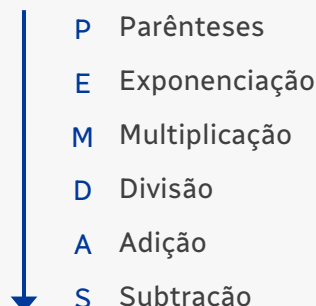 P Parênteses
E Exponenciação
M Multiplicação
D Divisão
A Adição
S Subtração